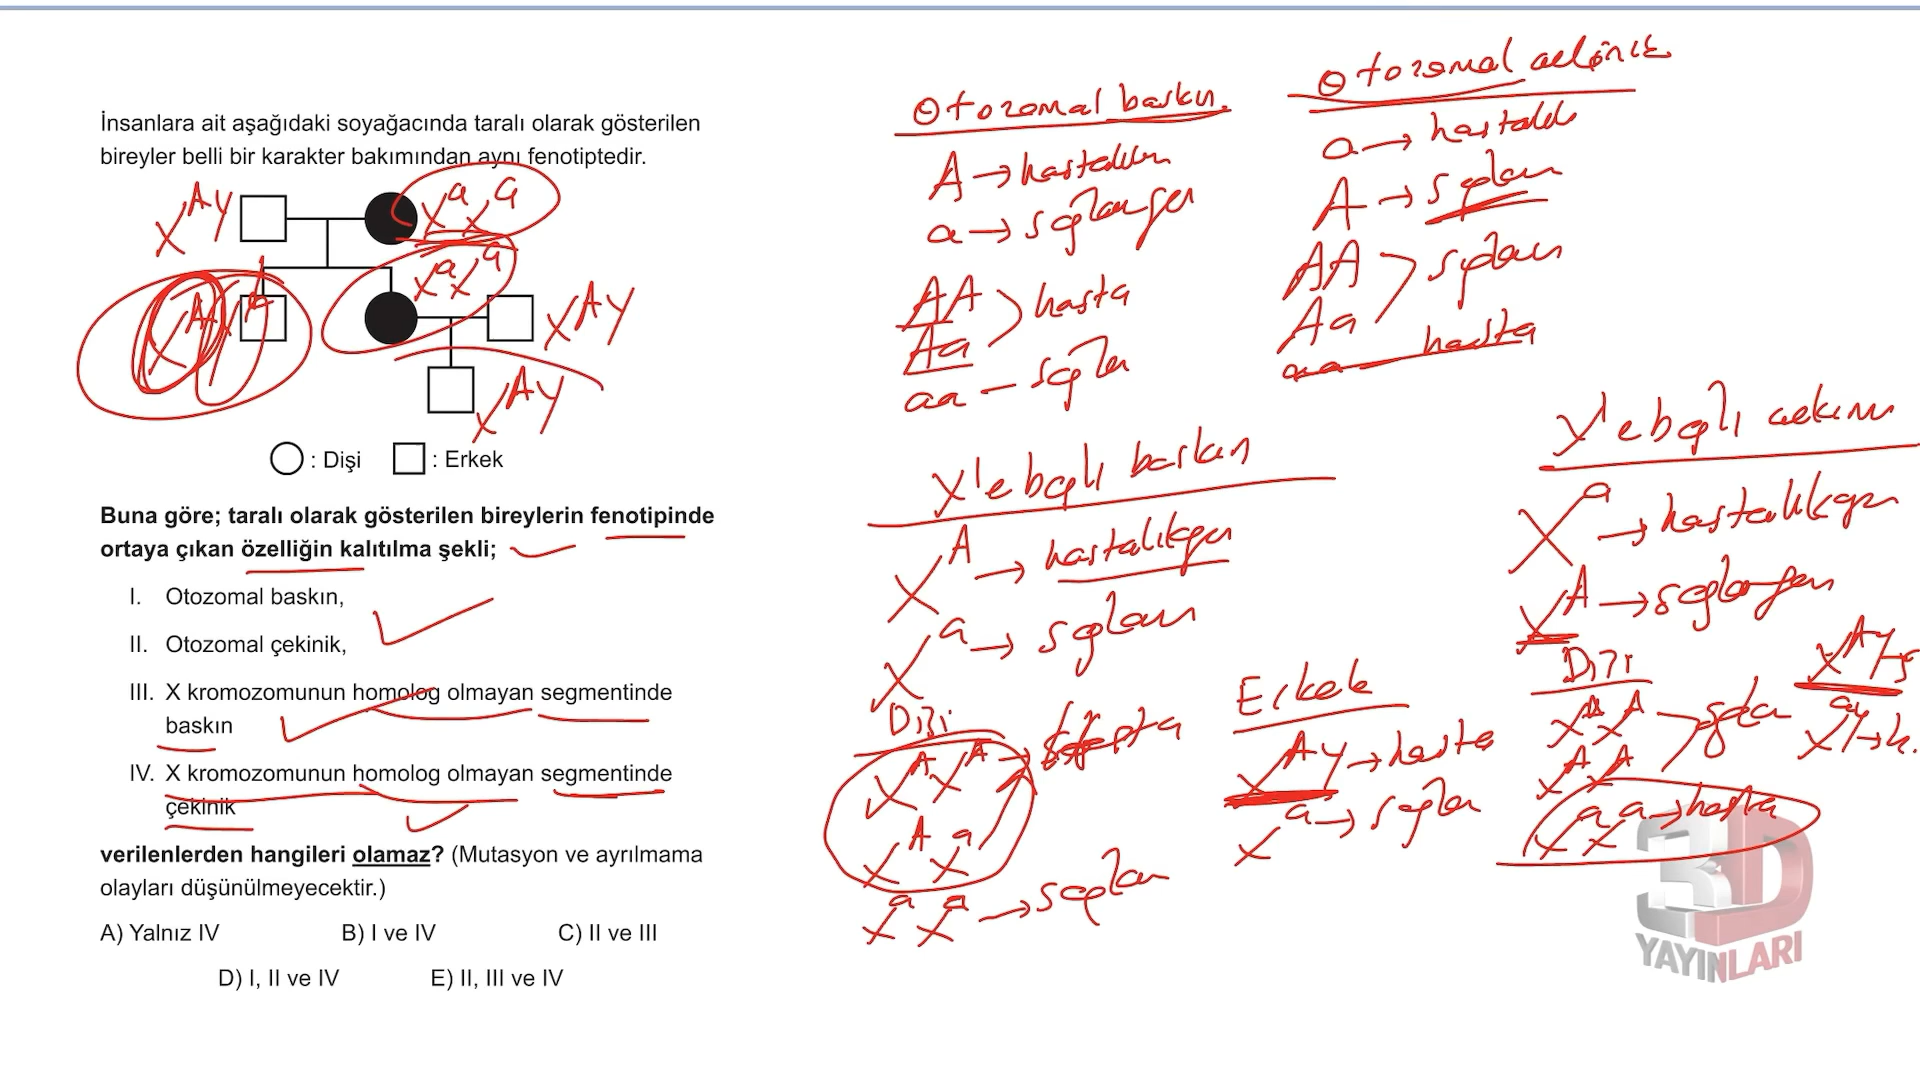 İnsanlara ait aşağıdaki soyağacında taralı olarak gösterilen
bireyler belli bir karakter bakımından aynı fenotiptedir.
X^A Y
X^a X^a
X^a X^a
X^A Y
X^A Y
: Dişi : Erkek
Buna göre; taralı olarak gösterilen bireylerin fenotipinde
ortaya çıkan özelliğin kalıtılma şekli;
I. Otozomal baskın,
II. Otozomal çekinik,
III. X kromozomunun homolog olmayan segmentinde
baskın
IV. X kromozomunun homolog olmayan segmentinde
çekinik
verilenlerden hangileri olamaz? (Mutasyon ve ayrılmama
olayları düşünülmeyecektir.)
A) Yalnız IV B) I ve IV C) II ve III
D) I, II ve IV E) II, III ve IV
Otozomal baskın
A → hastalık
a → sağlam gen
AA
Aa
hasta
aa – sağlam
Otozomal çekinik
a → hastalık
A → sağlam
AA
Aa
sağlam
aa hasta
X'e bağlı baskın
X^A → hastalık gen
X^a → sağlam
Dişi
X^A X^A → hasta
X^A X^a
X^a X^a → sağlam
Erkek
X^A Y → hasta
X^a → sağlam
X'e bağlı çekinik
X^a → hastalık gen
X^A → sağlam gen
Dişi
X^A X^A
sağlam
X^a X^a → hasta
X^A Y
3D
YAYINLARI